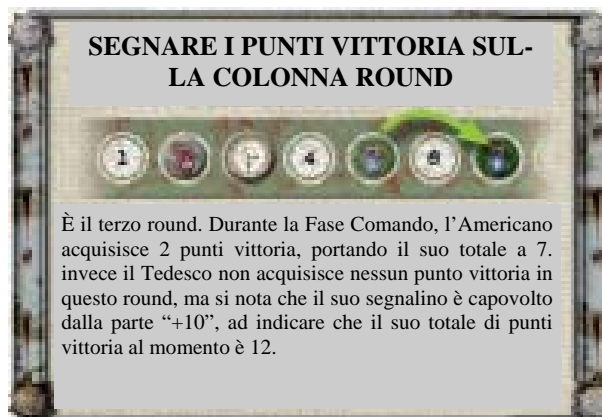 SEGNARE I PUNTI VITTORIA SUL-
LA COLONNA ROUND
1 4
È il terzo round. Durante la Fase Comando, l'Americano
acquisisce 2 punti vittoria, portando il suo totale a 7.
invece il Tedesco non acquisisce nessun punto vittoria in
questo round, ma si nota che il suo segnalino è capovolto
dalla parte “+10”, ad indicare che il suo totale di punti
vittoria al momento è 12.